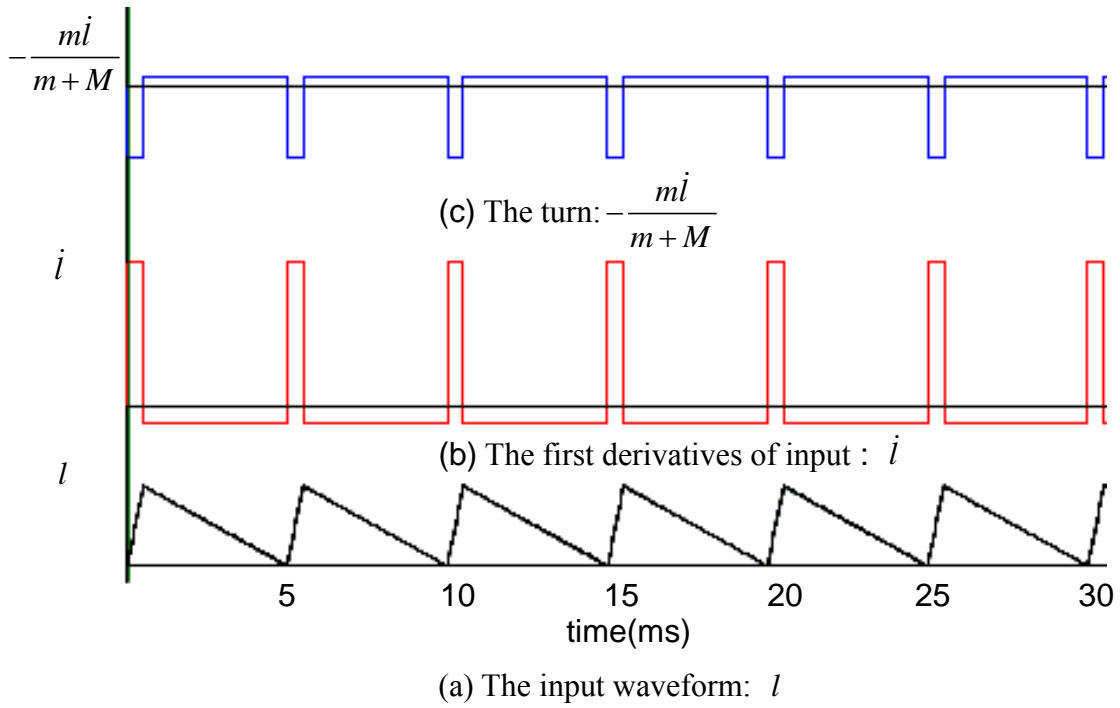 −ml̇/(m + M)
(c) The turn: −ml̇/(m + M)
l̇
(b) The first derivatives of input : l̇
l
5 10 15 20 25 30
time(ms)
(a) The input waveform: l